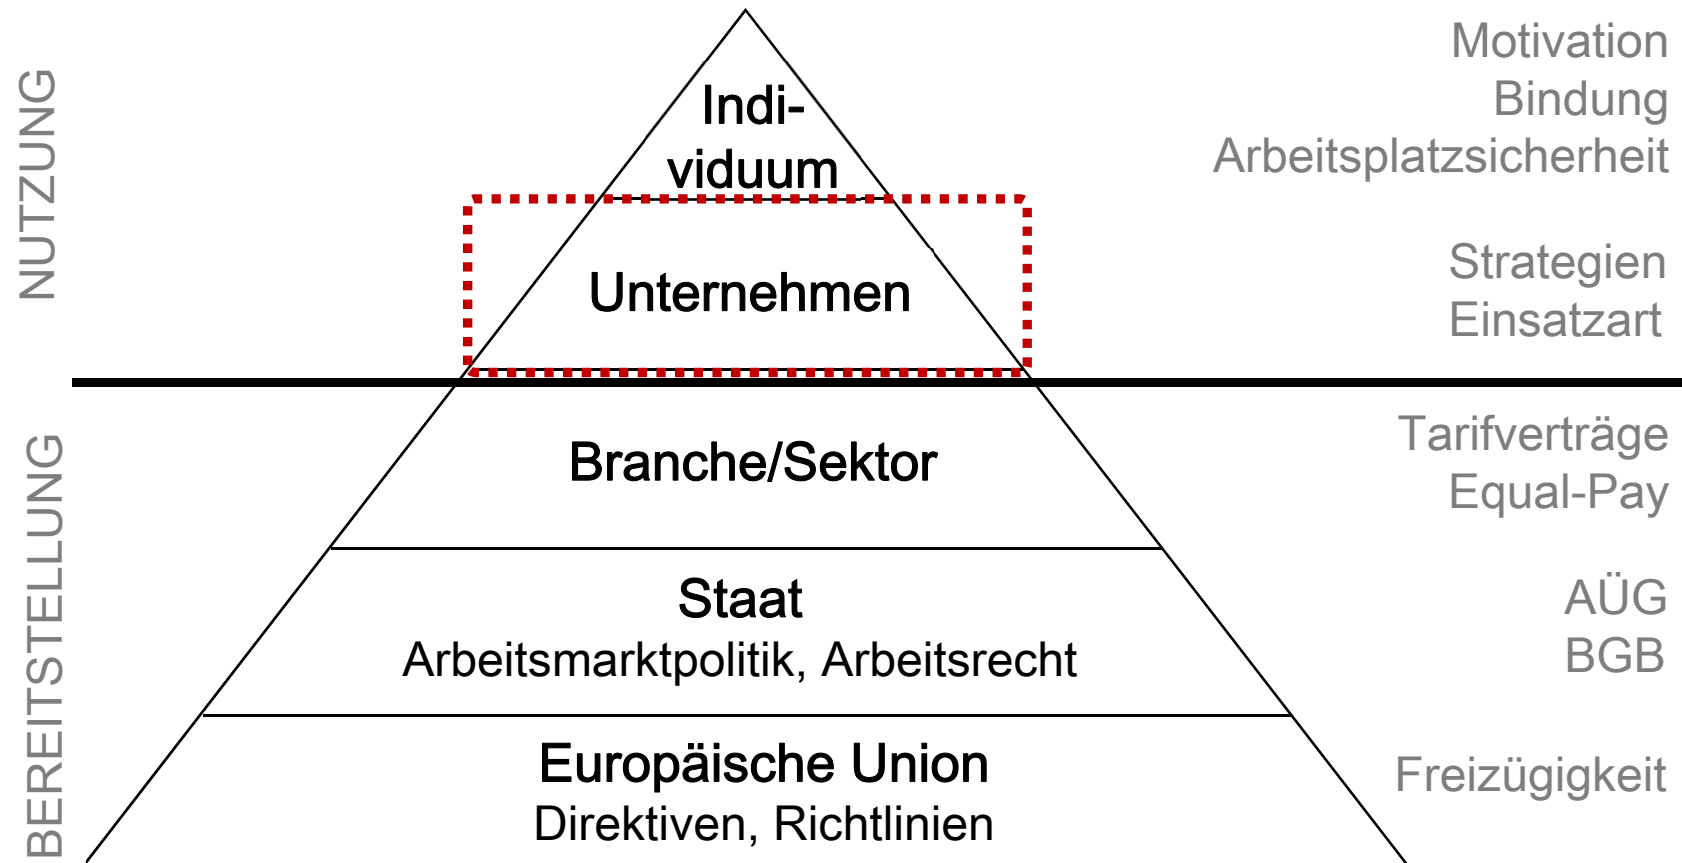 NUTZUNG
Indi-
viduum
Motivation
Bindung
Arbeitsplatzsicherheit
Unternehmen
Strategien
Einsatzart
BEREITSTELLUNG
Branche/Sektor
Tarifverträge
Equal-Pay
Staat
Arbeitsmarktpolitik, Arbeitsrecht
AÜG
BGB
Europäische Union
Direktiven, Richtlinien
Freizügigkeit